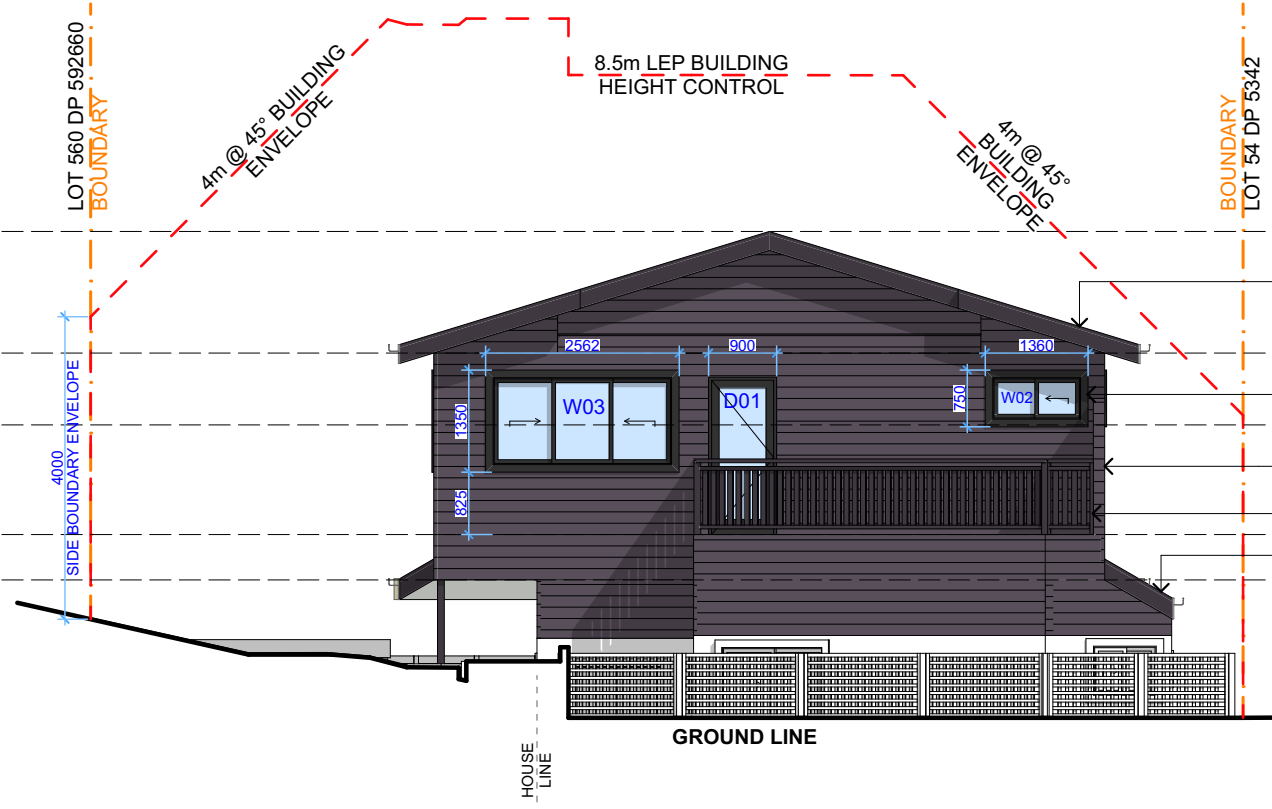 LOT 560 DP 592660
BOUNDARY
4m @ 45° BUILDING
ENVELOPE
8.5m LEP BUILDING
HEIGHT CONTROL
4m @ 45°
BUILDING
ENVELOPE
BOUNDARY
LOT 54 DP 5342
4000
SIDE BOUNDARY ENVELOPE
2562
900
1360
1350
W03
D01
750
W02
825
GROUND LINE
HOUSE
LINE